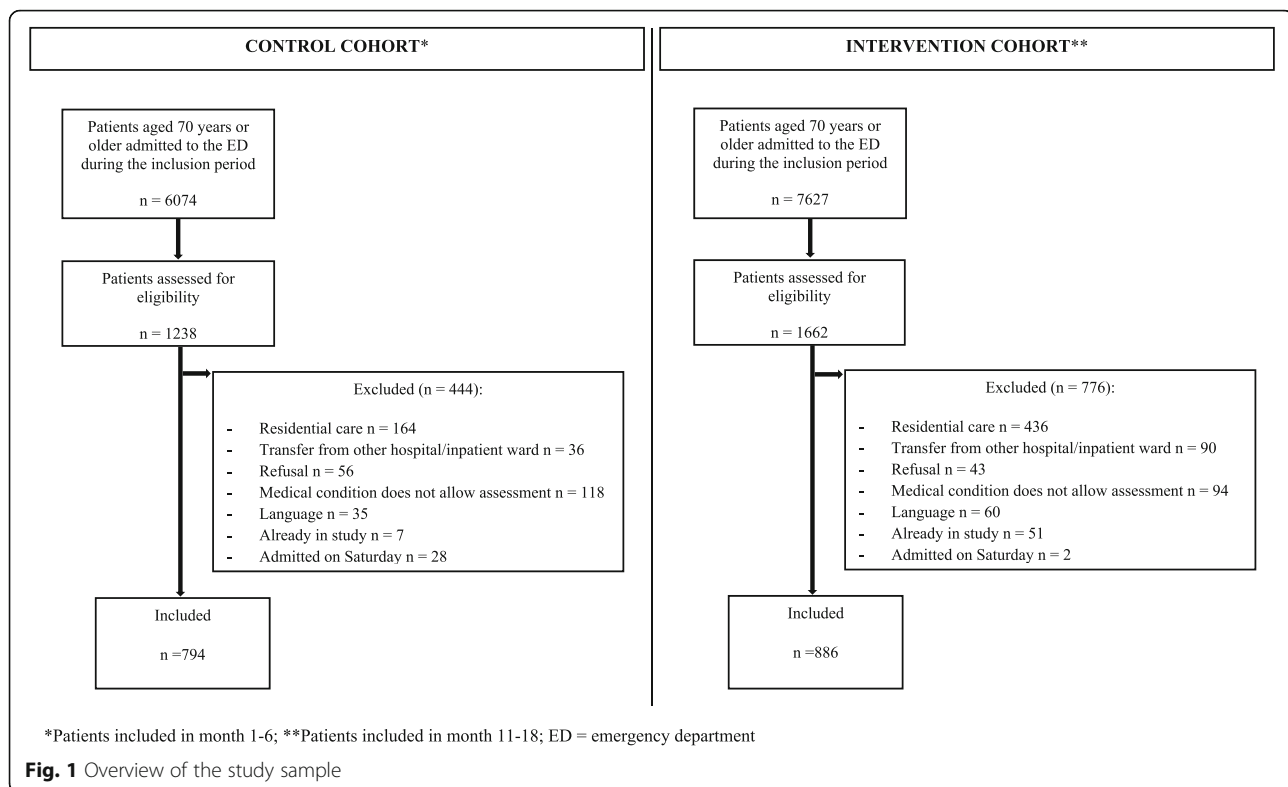 CONTROL COHORT*
Patients aged 70 years or
older admitted to the ED
during the inclusion period
n = 6074
Patients assessed for
eligibility
n = 1238
Excluded (n = 444):
- Residential care n = 164
- Transfer from other hospital/inpatient ward n = 36
- Refusal n = 56
- Medical condition does not allow assessment n = 118
- Language n = 35
- Already in study n = 7
- Admitted on Saturday n = 28
Included
n =794
INTERVENTION COHORT**
Patients aged 70 years or
older admitted to the ED
during the inclusion period
n = 7627
Patients assessed for
eligibility
n = 1662
Excluded (n = 776):
- Residential care n = 436
- Transfer from other hospital/inpatient ward n = 90
- Refusal n = 43
- Medical condition does not allow assessment n = 94
- Language n = 60
- Already in study n = 51
- Admitted on Saturday n = 2
Included
n =886
*Patients included in month 1-6; **Patients included in month 11-18; ED = emergency department
Fig. 1 Overview of the study sample